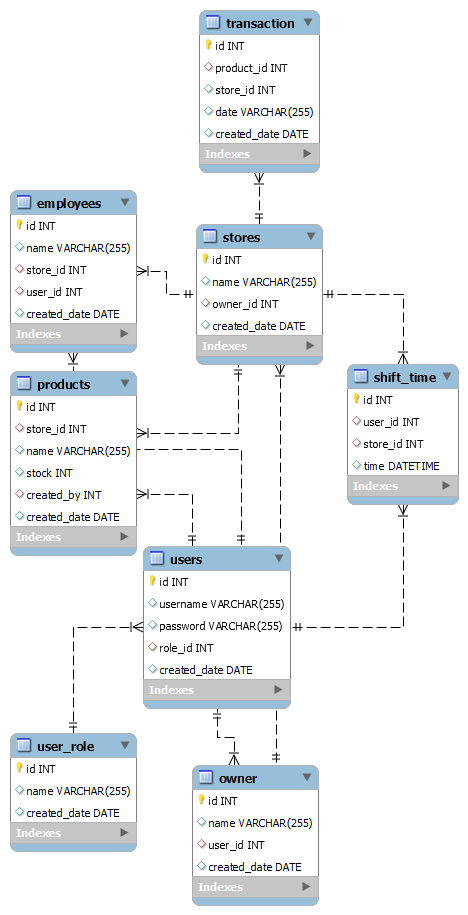 transaction
id INT
product_id INT
store_id INT
date VARCHAR(255)
created_date DATE
Indexes
employees
id INT
name VARCHAR(255)
store_id INT
user_id INT
created_date DATE
Indexes
stores
id INT
name VARCHAR(255)
owner_id INT
created_date DATE
Indexes
products
id INT
store_id INT
name VARCHAR(255)
stock INT
created_by INT
created_date DATE
Indexes
shift_time
id INT
user_id INT
store_id INT
time DATETIME
Indexes
users
id INT
username VARCHAR(255)
password VARCHAR(255)
role_id INT
created_date DATE
Indexes
user_role
id INT
name VARCHAR(255)
created_date DATE
Indexes
owner
id INT
name VARCHAR(255)
user_id INT
created_date DATE
Indexes